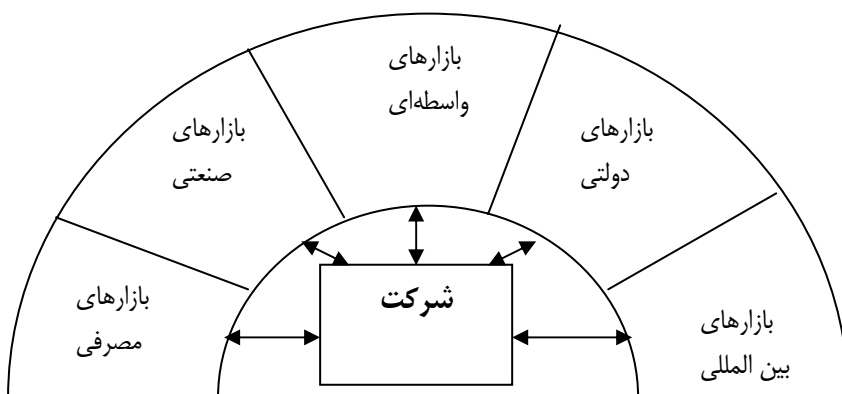 بازارهای
واسطه‌ای
بازارهای
دولتی
بازارهای
صنعتی
شرکت
بازارهای
بین المللی
بازارهای
مصرفی